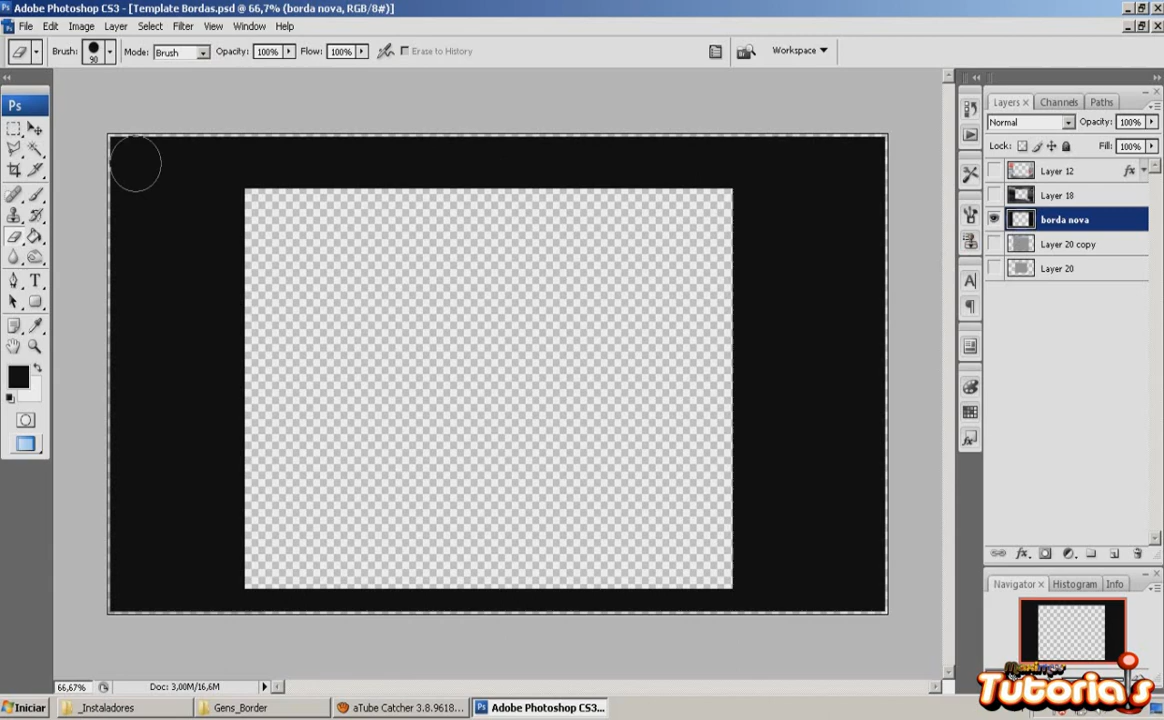 Adobe Photoshop CS3 - [Template Bordas.psd @ 66,7% (borda nova, RGB/8#)]
File Edit Image Layer Select Filter View Window Help
Brush: 90 Mode: Brush Opacity: 100% Flow: 100% Erase to History Workspace
Ps
Layers Channels Paths
Normal Opacity: 100%
Lock: Fill: 100%
Layer 12 fx
Layer 18
borda nova
Layer 20 copy
Layer 20
Navigator Histogram Info
Tutoria's
66,67% Doc: 3,00M/16,6M
Iniciar _Instaladores Gens_Border aTube Catcher 3.8.9618... Adobe Photoshop CS3...